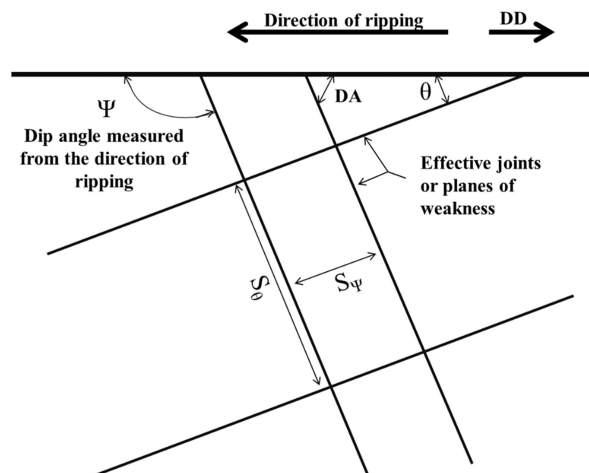 Direction of ripping
DD
Ψ
DA
θ
Dip angle measured
from the direction of
ripping
Effective joints
or planes of
weakness
Sθ
SΨ